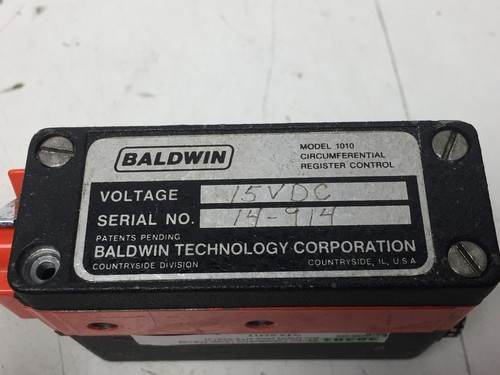 BALDWIN
MODEL 1010
CIRCUMFERENTIAL
REGISTER CONTROL
VOLTAGE 15VDC
SERIAL NO. 14-914
PATENTS PENDING
BALDWIN TECHNOLOGY CORPORATION
COUNTRYSIDE DIVISION COUNTRYSIDE, IL, U.S.A